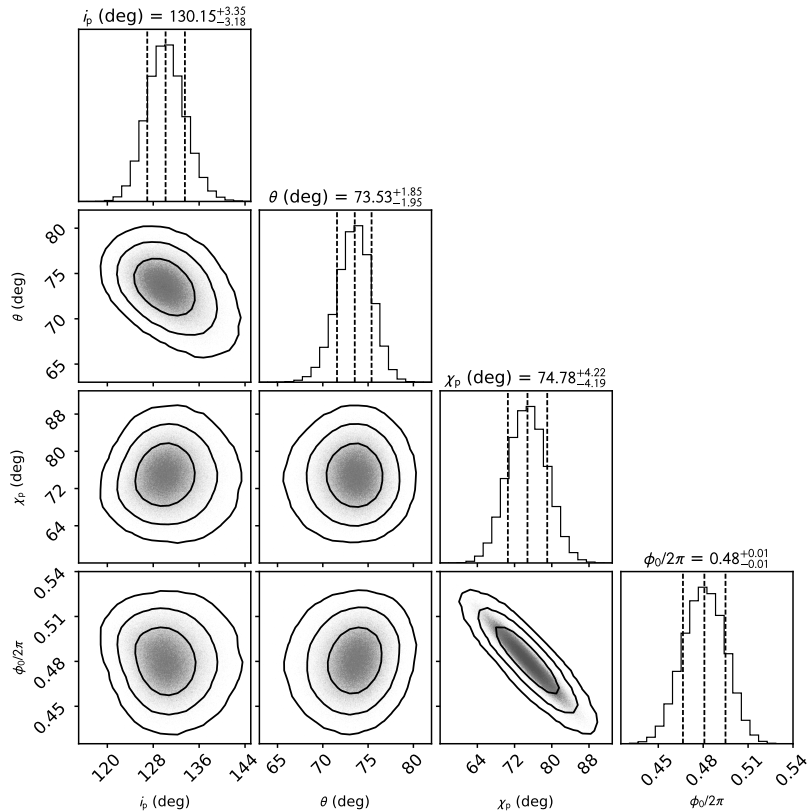 i_p (deg) = 130.15^{+3.35}_{-3.18}
θ (deg) = 73.53^{+1.85}_{-1.95}
80
75
70
65
θ (deg)
χ_p (deg) = 74.78^{+4.22}_{-4.19}
88
80
72
64
χ_p (deg)
ϕ_0/2π = 0.48^{+0.01}_{-0.01}
0.54
0.51
0.48
0.45
ϕ_0/2π
120 128 136 144 65 70 75 80 64 72 80 88 0.45 0.48 0.51 0.54
i_p (deg) θ (deg) χ_p (deg) ϕ_0/2π